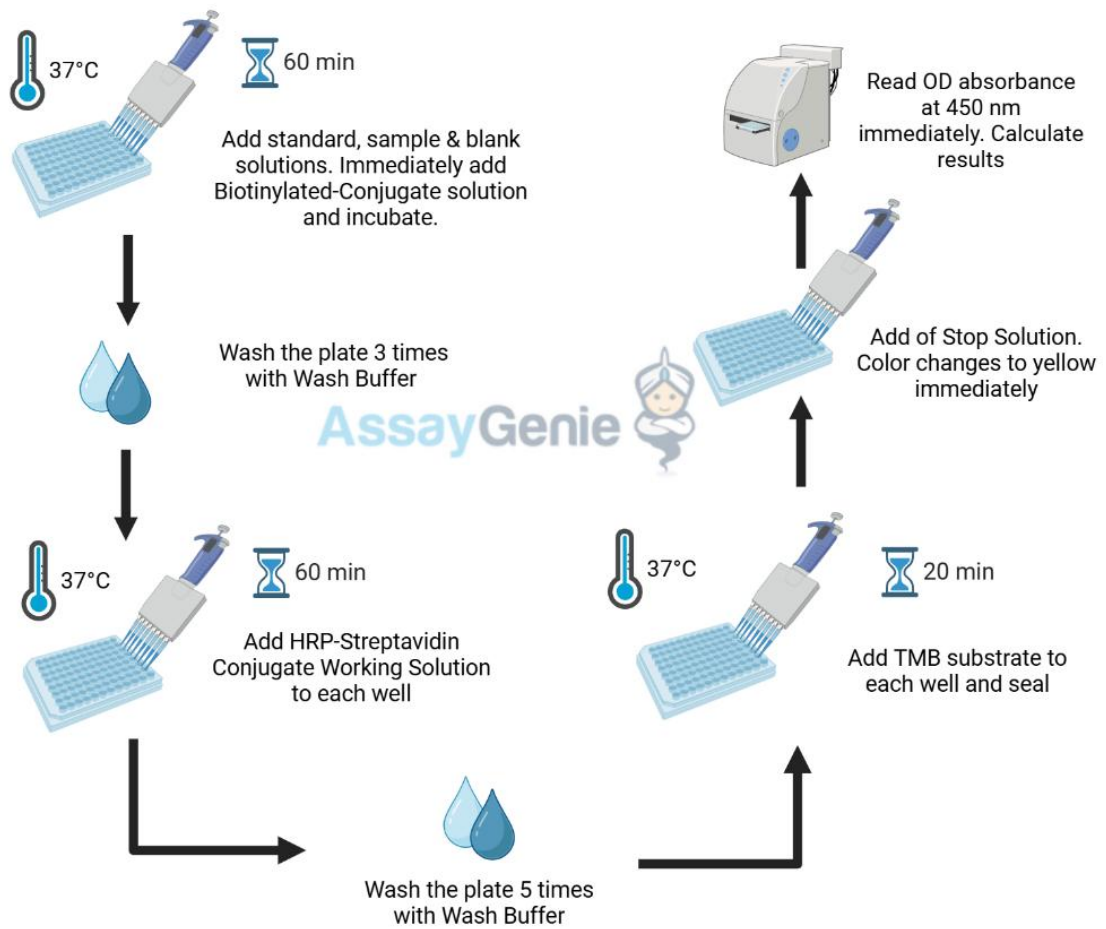 37°C
60 min
Add standard, sample & blank
solutions. Immediately add
Biotinylated-Conjugate solution
and incubate.
Wash the plate 3 times
with Wash Buffer
37°C
60 min
Add HRP-Streptavidin
Conjugate Working Solution
to each well
Wash the plate 5 times
with Wash Buffer
37°C
20 min
Add TMB substrate to
each well and seal
Add of Stop Solution.
Color changes to yellow
immediately
Read OD absorbance
at 450 nm
immediately. Calculate
results
AssayGenie